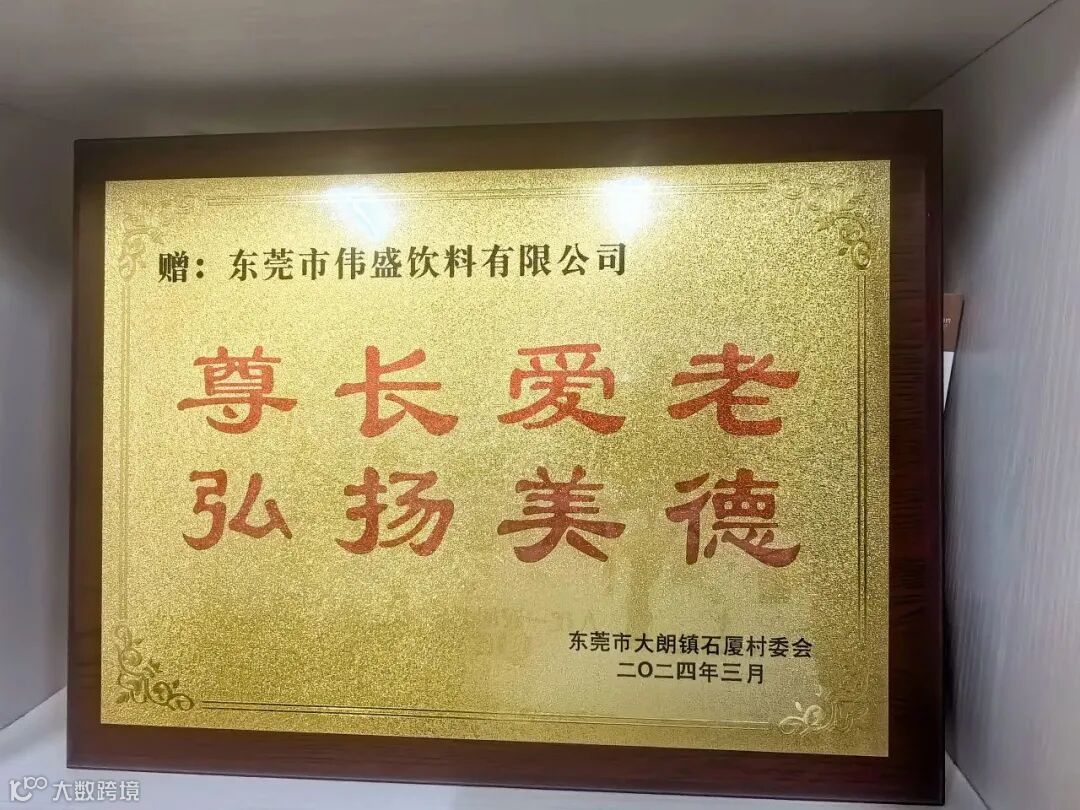 赠：东莞市伟盛饮料有限公司
尊长爱老
弘扬美德
东莞市大朗镇石厦村委会
二〇二四年三月
大数跨境